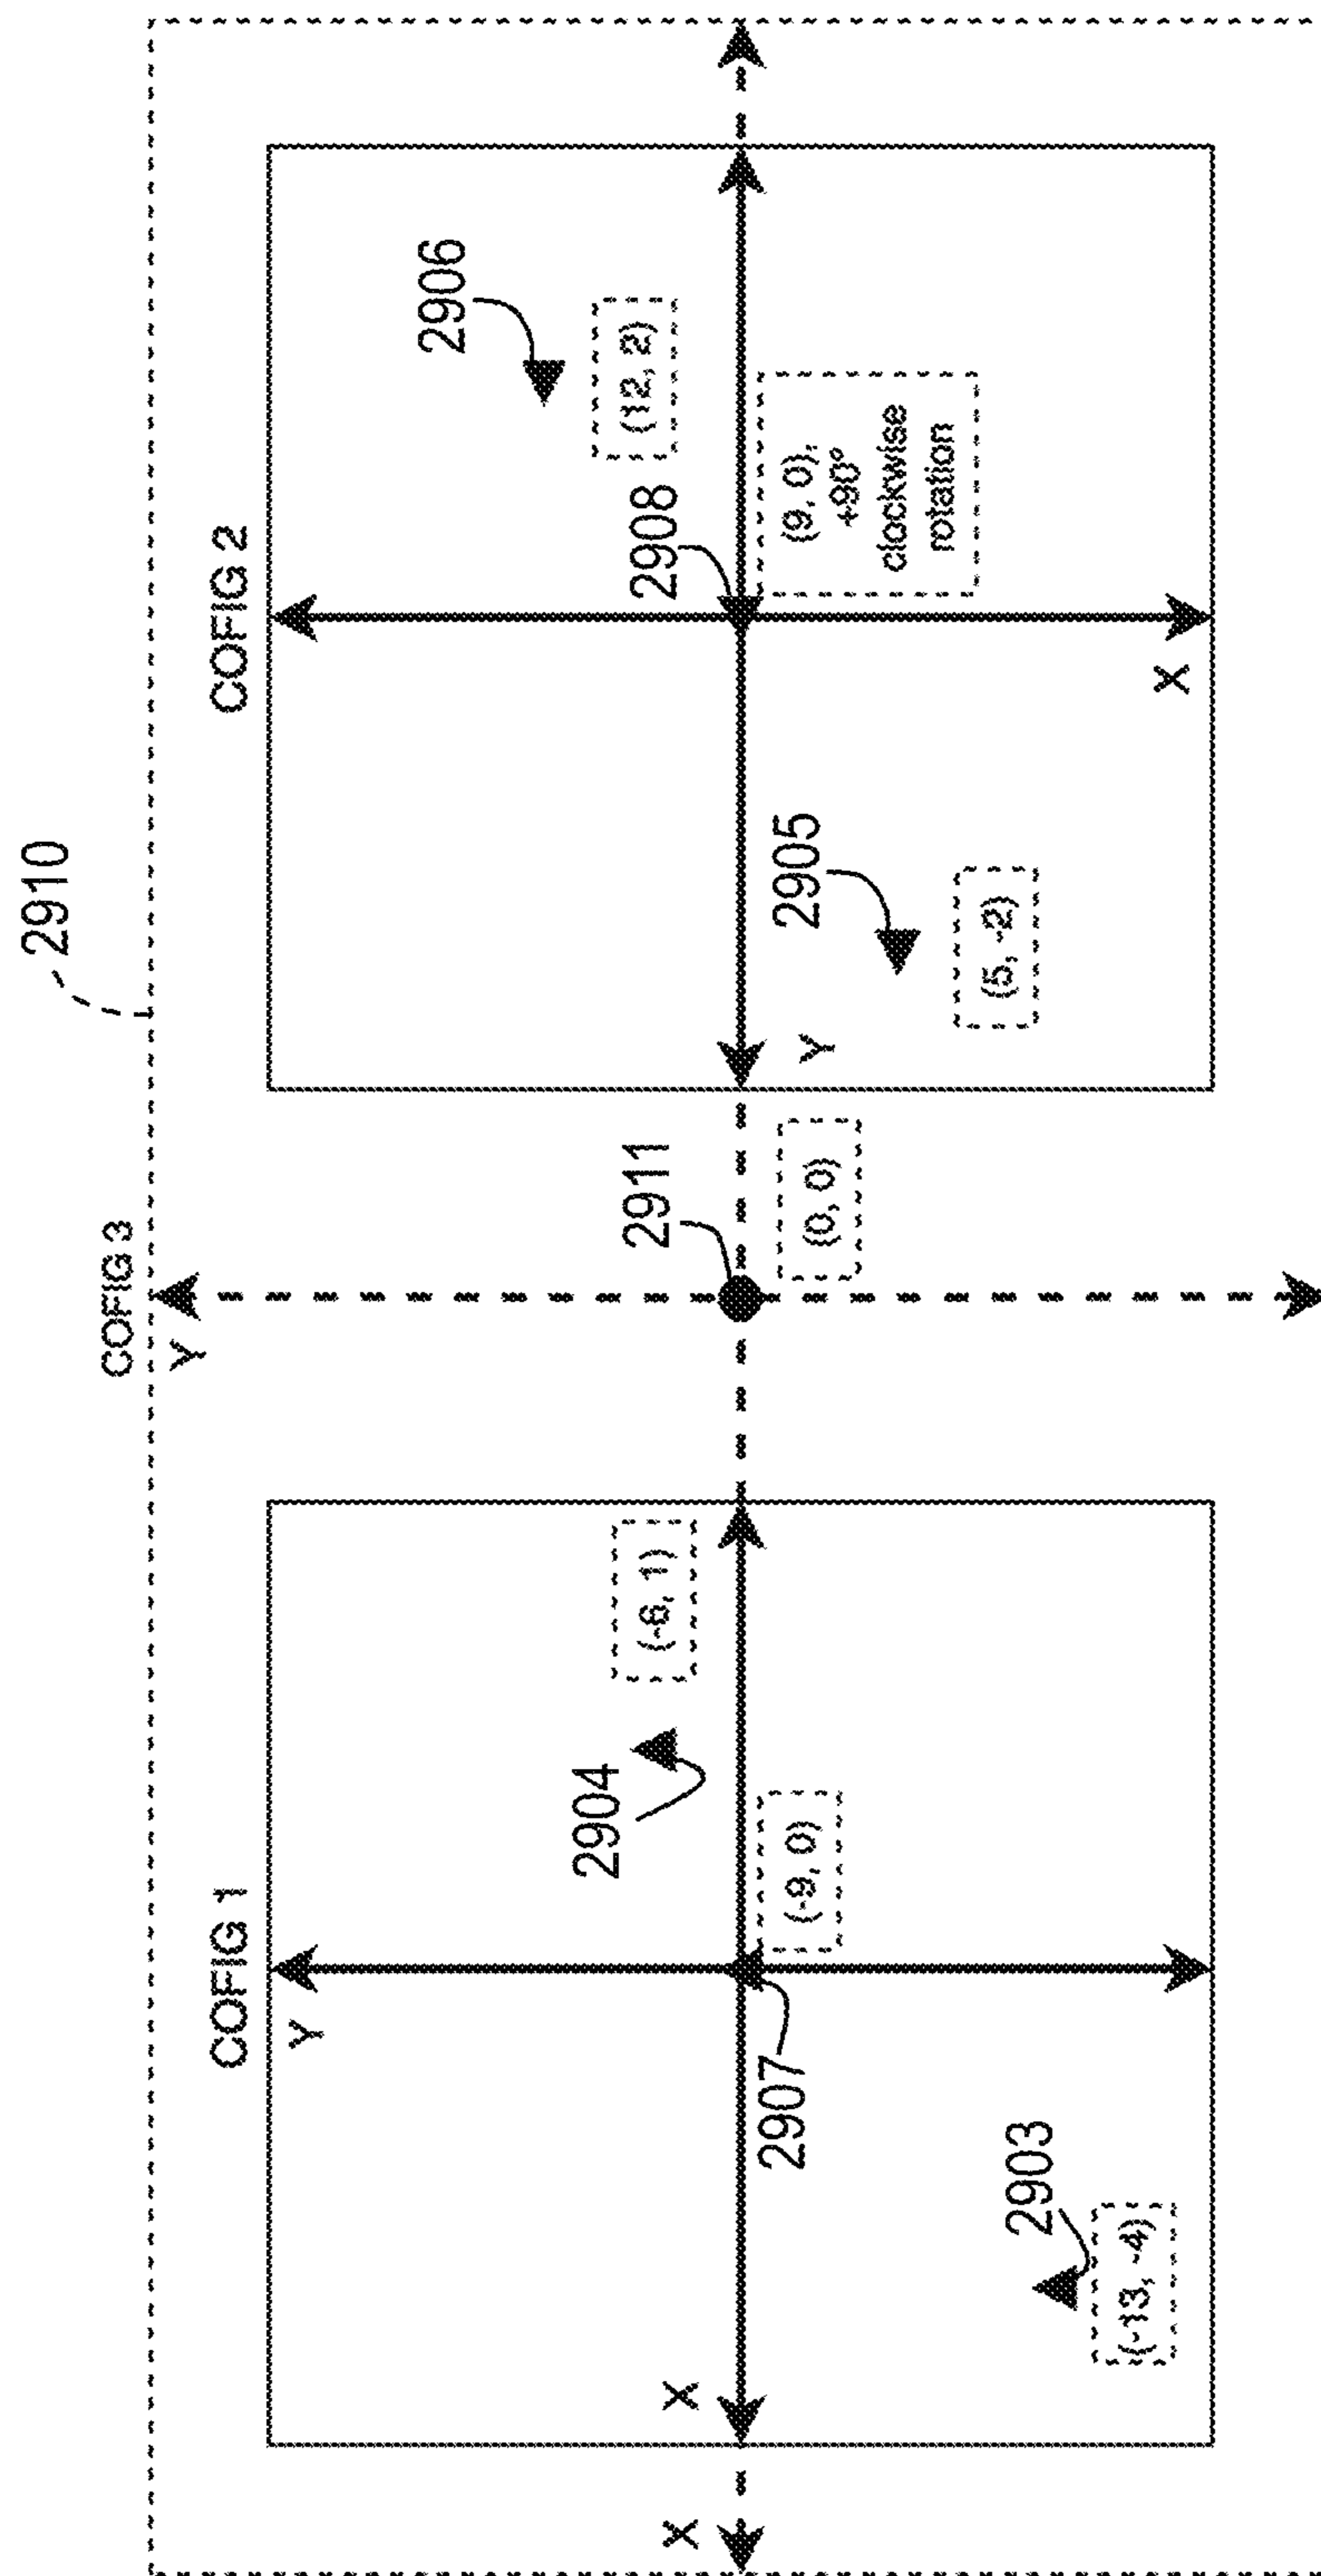 2910
COFIG 3
Y
COFIG 1
COFIG 2
Y
2906
(12, 2)
2904
(-6, 1)
2911
2908
X
X
2907
(-9, 0)
(0, 0)
(9, 0),
+90°
clockwise
rotation
2905
Y
(5, -2)
2903
(-13, -4)
X